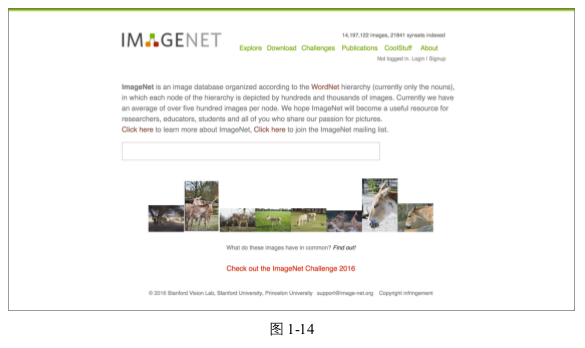 IMAGENET
14,197,122 images, 21841 synsets indexed
Explore Download Challenges Publications CoolStuff About
Not logged in. Login I Signup
ImageNet is an image database organized according to the WordNet hierarchy (currently only the nouns),
in which each node of the hierarchy is depicted by hundreds and thousands of images. Currently we have
an average of over five hundred images per node. We hope ImageNet will become a useful resource for
researchers, educators, students and all of you who share our passion for pictures.
Click here to learn more about ImageNet, Click here to join the ImageNet mailing list.
What do these images have in common? Find out!
Check out the ImageNet Challenge 2016
© 2016 Stanford Vision Lab, Stanford University, Princeton University support@image-net.org Copyright infringement
图 1-14